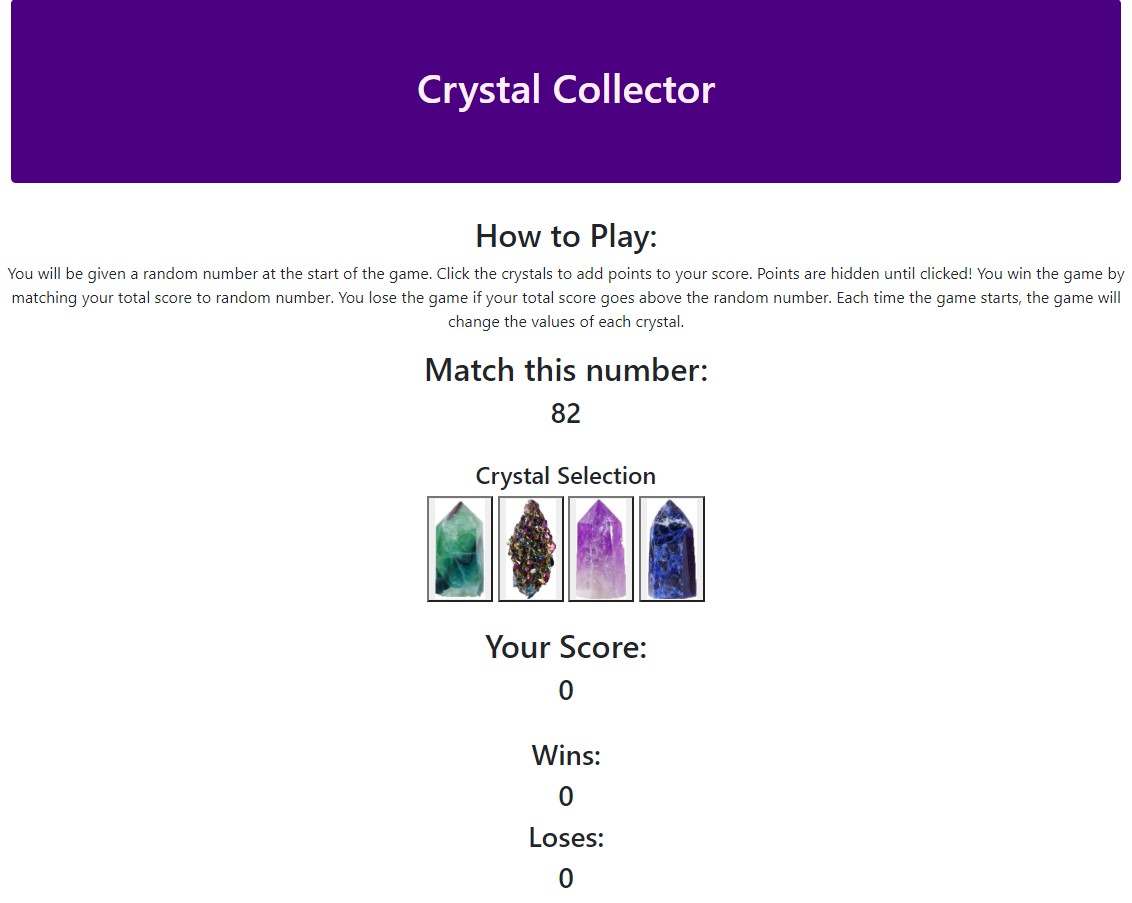 Crystal Collector
How to Play:
You will be given a random number at the start of the game. Click the crystals to add points to your score. Points are hidden until clicked! You win the game by
matching your total score to random number. You lose the game if your total score goes above the random number. Each time the game starts, the game will
change the values of each crystal.
Match this number:
82
Crystal Selection
Your Score:
0
Wins:
0
Loses:
0